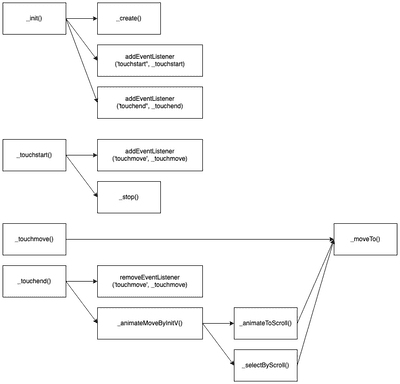 _init()
_create()
addEventListener
('touchstart", _touchstart)
addEventListener
('touchend", _touchend)
_touchstart()
addEventListener
('touchmove', _touchmove)
_stop()
_touchmove()
_moveTo()
_touchend()
removeEventListener
('touchmove', _touchmove)
_animateMoveByInitV()
_animateToScroll()
_selectByScroll()